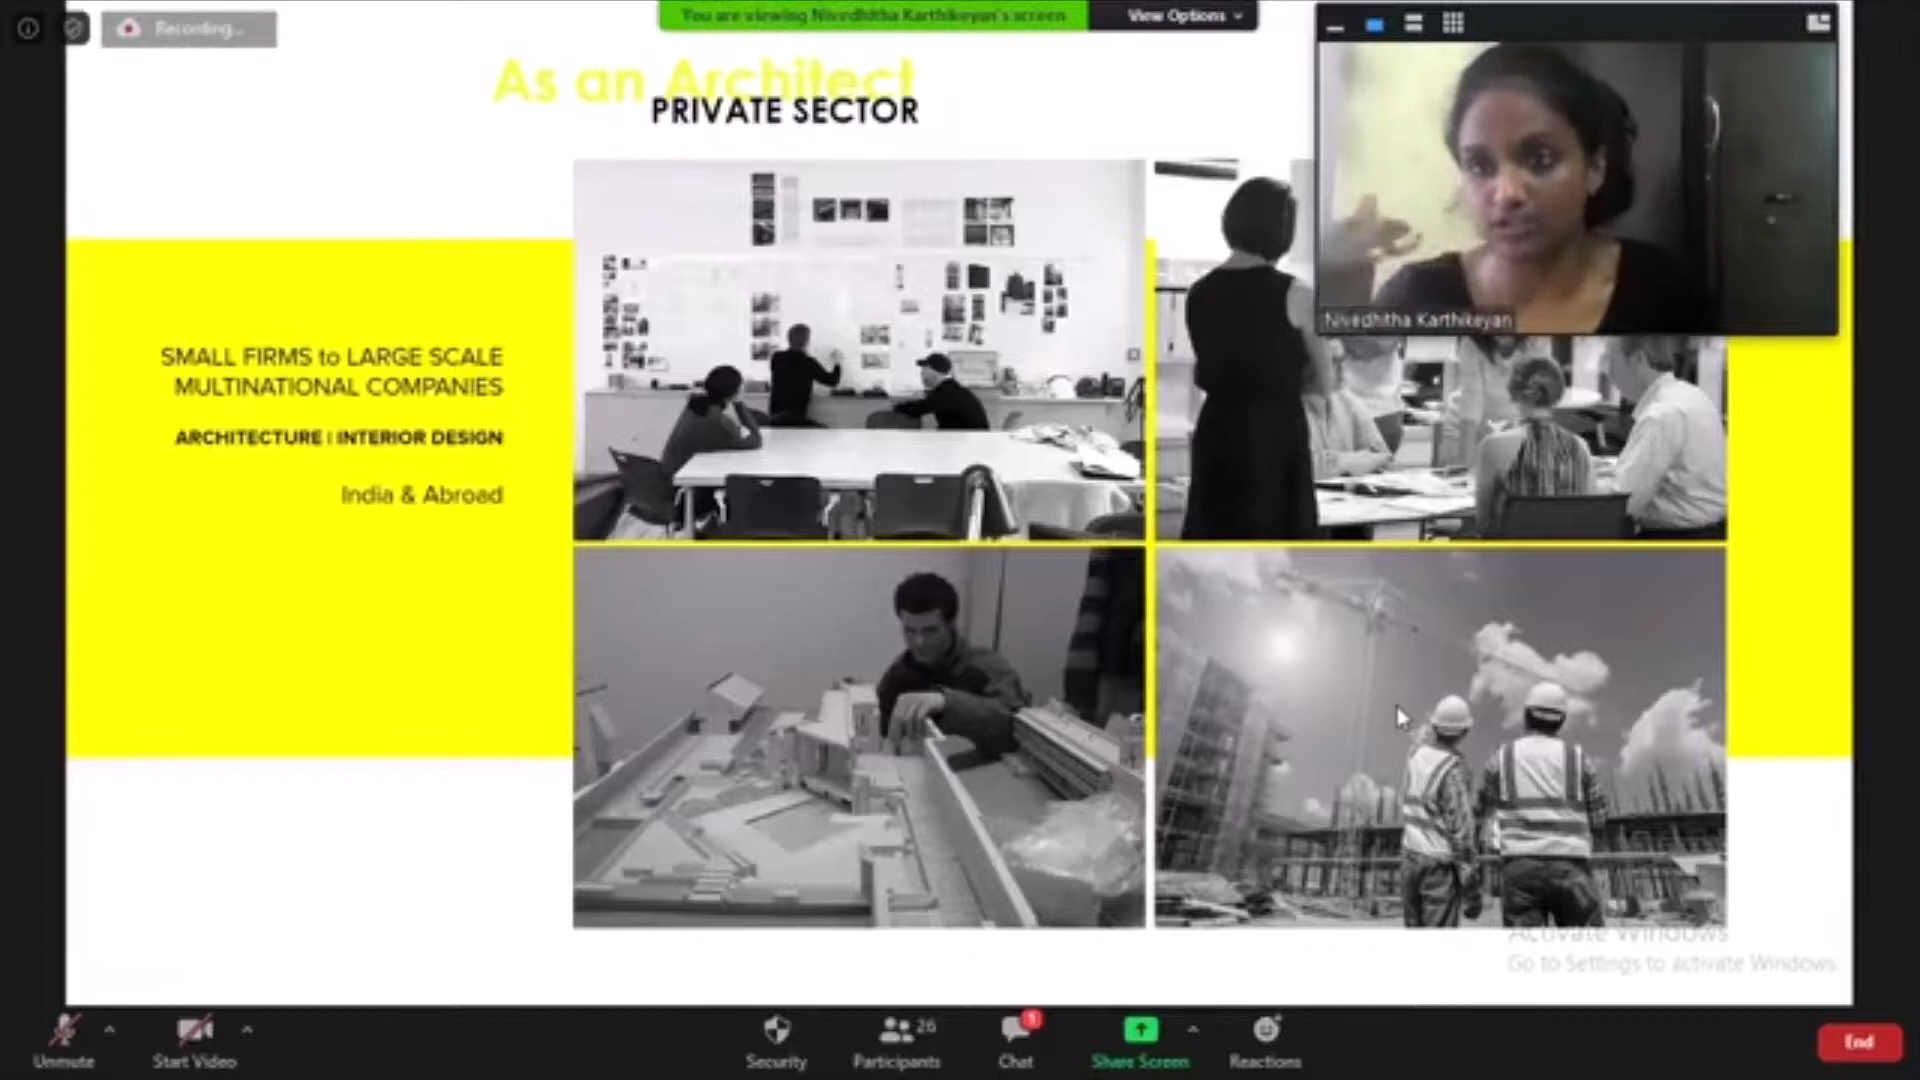 Recording...
You are viewing Nivedhitha Karthikeyan's screen
View Options
As an Architect
PRIVATE SECTOR
Nivedhitha Karthikeyan
SMALL FIRMS to LARGE SCALE
MULTINATIONAL COMPANIES
ARCHITECTURE | INTERIOR DESIGN
India & Abroad
Activate Windows
Go to Settings to activate Windows.
Unmute
Start Video
Security
26
Participants
1
Chat
Share Screen
Reactions
End